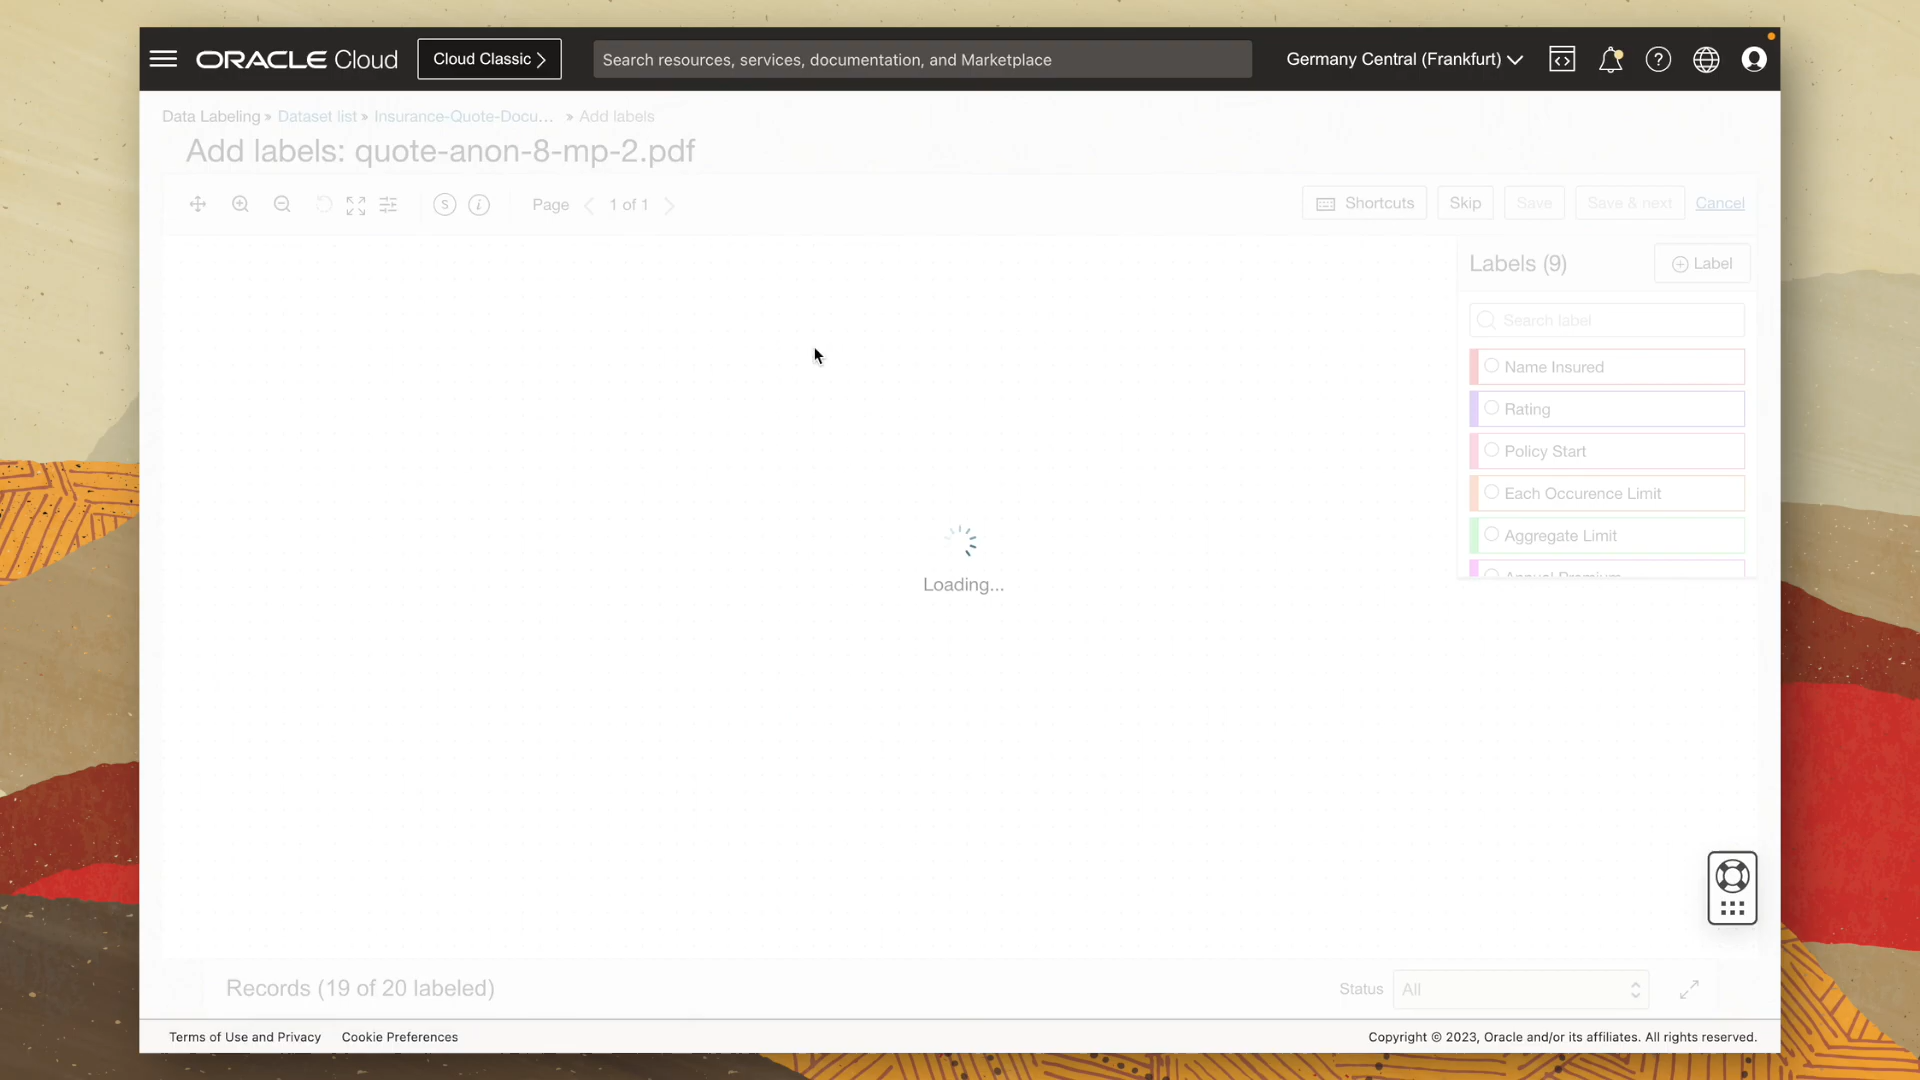 ORACLE Cloud
Cloud Classic
Search resources, services, documentation, and Marketplace
Germany Central (Frankfurt)
Data Labeling » Dataset list » Insurance-Quote-Docu... » Add labels
Add labels: quote-anon-8-mp-2.pdf
S
i
Page
1 of 1
Shortcuts
Skip
Save
Save & next
Cancel
Labels (9)
Label
Search label
Name Insured
Rating
Policy Start
Each Occurence Limit
Aggregate Limit
Annual Premium
Loading...
Records (19 of 20 labeled)
Status
All
Terms of Use and Privacy
Cookie Preferences
Copyright © 2023, Oracle and/or its affiliates. All rights reserved.